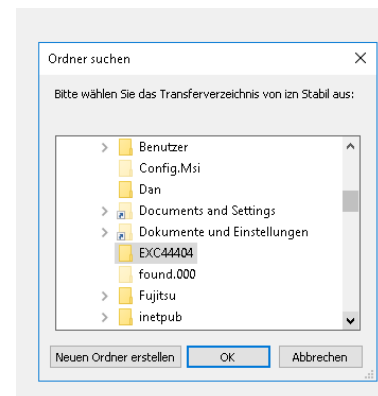 Ordner suchen
Bitte wählen Sie das Transferverzeichnis von izn Stabil aus:
Benutzer
Config.Msi
Dan
Documents and Settings
Dokumente und Einstellungen
EXC44404
found.000
Fujitsu
inetpub
Neuen Ordner erstellen OK Abbrechen